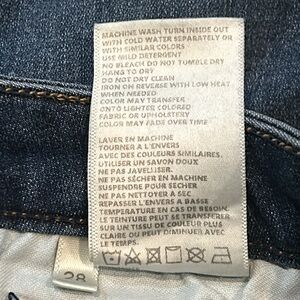 MACHINE WASH TURN INSIDE OUT
WITH COLD WATER SEPARATELY OR
WITH SIMILAR COLORS
USE MILD DETERGENT
NO BLEACH DO NOT TUMBLE DRY
HANG TO DRY
DO NOT DRY CLEAN
IRON ON REVERSE WITH LOW HEAT
WHEN NEEDED
COLOR MAY TRANSFER
ONTO LIGHTER COLORED
FABRIC OR UPHOLSTERY
COLOR MAY FADE OVER TIME
LAVER EN MACHINE
TOURNER A L'ENVERS
AVEC DES COULEURS SIMILAIRES.
UTILISER UN SAVON DOUX
NE PAS JAVELLISER.
NE PAS SÉCHER EN MACHINE
SUSPENDRE POUR SÉCHER
NE PAS NETTOYER A SEC
REPASSER L'ENVERS A BASSE
TEMPERATURE EN CAS DE BESOIN.
LE TEINTURE PEUT SE TRANSFERER
SUR UN TISSU DE COULEUR PLUS
CLAIRE OU PEUT DIMINUER AVEC
LE TEMPS.
28